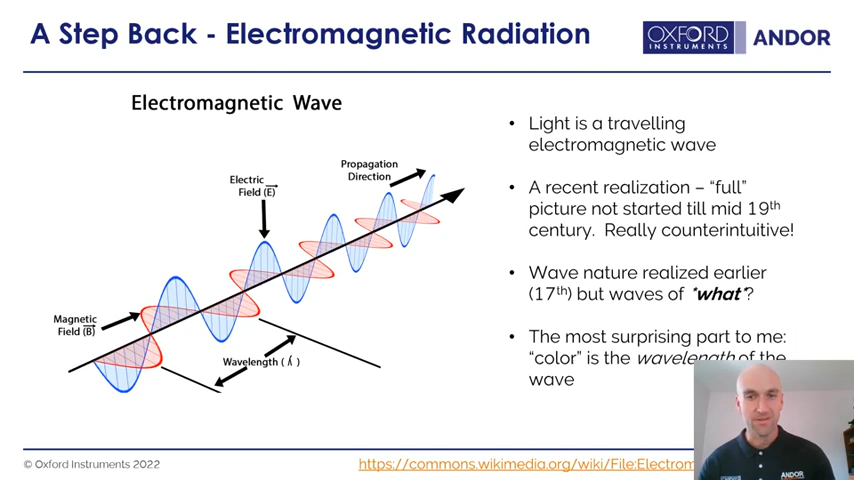 A Step Back - Electromagnetic Radiation
OXFORD
INSTRUMENTS
ANDOR
Electromagnetic Wave
Electric
Field (E)
Propagation
Direction
Magnetic
Field (B)
Wavelength ( λ )
• Light is a travelling
electromagnetic wave
• A recent realization – “full”
picture not started till mid 19th
century. Really counterintuitive!
• Wave nature realized earlier
(17th) but waves of *what*?
• The most surprising part to me:
“color” is the wavelength of the
wave
© Oxford Instruments 2022
https://commons.wikimedia.org/wiki/File:Electrom
ANDOR